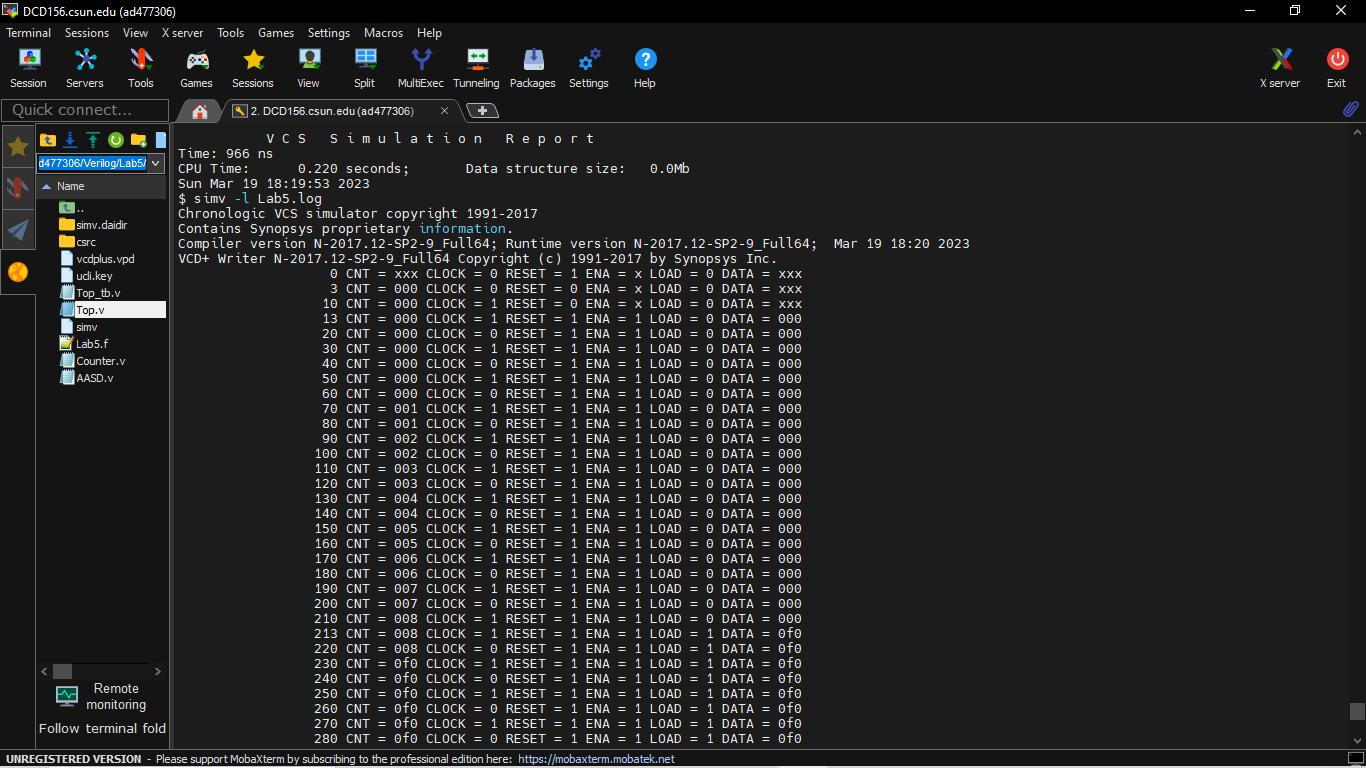 DCD156.csun.edu (ad477306)
Terminal Sessions View X server Tools Games Settings Macros Help
Session Servers Tools Games Sessions View Split MultiExec Tunneling Packages Settings Help X server Exit
Quick connect...
2. DCD156.csun.edu (ad477306)
d477306/Verilog/Lab5/
Name
..
simv.daidir
csrc
vcdplus.vpd
ucli.key
Top_tb.v
Top.v
simv
Lab5.f
Counter.v
AASD.v
Remote
monitoring
Follow terminal fold
V C S   S i m u l a t i o n   R e p o r t
Time: 966 ns
CPU Time:      0.220 seconds;       Data structure size:   0.0Mb
Sun Mar 19 18:19:53 2023
$ simv -l Lab5.log
Chronologic VCS simulator copyright 1991-2017
Contains Synopsys proprietary information.
Compiler version N-2017.12-SP2-9_Full64; Runtime version N-2017.12-SP2-9_Full64;  Mar 19 18:20 2023
VCD+ Writer N-2017.12-SP2-9_Full64 Copyright (c) 1991-2017 by Synopsys Inc.
0 CNT = xxx CLOCK = 0 RESET = 1 ENA = x LOAD = 0 DATA = xxx
3 CNT = 000 CLOCK = 0 RESET = 0 ENA = x LOAD = 0 DATA = xxx
10 CNT = 000 CLOCK = 1 RESET = 0 ENA = x LOAD = 0 DATA = xxx
13 CNT = 000 CLOCK = 1 RESET = 1 ENA = 1 LOAD = 0 DATA = 000
20 CNT = 000 CLOCK = 0 RESET = 1 ENA = 1 LOAD = 0 DATA = 000
30 CNT = 000 CLOCK = 1 RESET = 1 ENA = 1 LOAD = 0 DATA = 000
40 CNT = 000 CLOCK = 0 RESET = 1 ENA = 1 LOAD = 0 DATA = 000
50 CNT = 000 CLOCK = 1 RESET = 1 ENA = 1 LOAD = 0 DATA = 000
60 CNT = 000 CLOCK = 0 RESET = 1 ENA = 1 LOAD = 0 DATA = 000
70 CNT = 001 CLOCK = 1 RESET = 1 ENA = 1 LOAD = 0 DATA = 000
80 CNT = 001 CLOCK = 0 RESET = 1 ENA = 1 LOAD = 0 DATA = 000
90 CNT = 002 CLOCK = 1 RESET = 1 ENA = 1 LOAD = 0 DATA = 000
100 CNT = 002 CLOCK = 0 RESET = 1 ENA = 1 LOAD = 0 DATA = 000
110 CNT = 003 CLOCK = 1 RESET = 1 ENA = 1 LOAD = 0 DATA = 000
120 CNT = 003 CLOCK = 0 RESET = 1 ENA = 1 LOAD = 0 DATA = 000
130 CNT = 004 CLOCK = 1 RESET = 1 ENA = 1 LOAD = 0 DATA = 000
140 CNT = 004 CLOCK = 0 RESET = 1 ENA = 1 LOAD = 0 DATA = 000
150 CNT = 005 CLOCK = 1 RESET = 1 ENA = 1 LOAD = 0 DATA = 000
160 CNT = 005 CLOCK = 0 RESET = 1 ENA = 1 LOAD = 0 DATA = 000
170 CNT = 006 CLOCK = 1 RESET = 1 ENA = 1 LOAD = 0 DATA = 000
180 CNT = 006 CLOCK = 0 RESET = 1 ENA = 1 LOAD = 0 DATA = 000
190 CNT = 007 CLOCK = 1 RESET = 1 ENA = 1 LOAD = 0 DATA = 000
200 CNT = 007 CLOCK = 0 RESET = 1 ENA = 1 LOAD = 0 DATA = 000
210 CNT = 008 CLOCK = 1 RESET = 1 ENA = 1 LOAD = 0 DATA = 000
213 CNT = 008 CLOCK = 1 RESET = 1 ENA = 1 LOAD = 1 DATA = 0f0
220 CNT = 008 CLOCK = 0 RESET = 1 ENA = 1 LOAD = 1 DATA = 0f0
230 CNT = 0f0 CLOCK = 1 RESET = 1 ENA = 1 LOAD = 1 DATA = 0f0
240 CNT = 0f0 CLOCK = 0 RESET = 1 ENA = 1 LOAD = 1 DATA = 0f0
250 CNT = 0f0 CLOCK = 1 RESET = 1 ENA = 1 LOAD = 1 DATA = 0f0
260 CNT = 0f0 CLOCK = 0 RESET = 1 ENA = 1 LOAD = 1 DATA = 0f0
270 CNT = 0f0 CLOCK = 1 RESET = 1 ENA = 1 LOAD = 1 DATA = 0f0
280 CNT = 0f0 CLOCK = 0 RESET = 1 ENA = 1 LOAD = 1 DATA = 0f0
UNREGISTERED VERSION - Please support MobaXterm by subscribing to the professional edition here: https://mobaxterm.mobatek.net